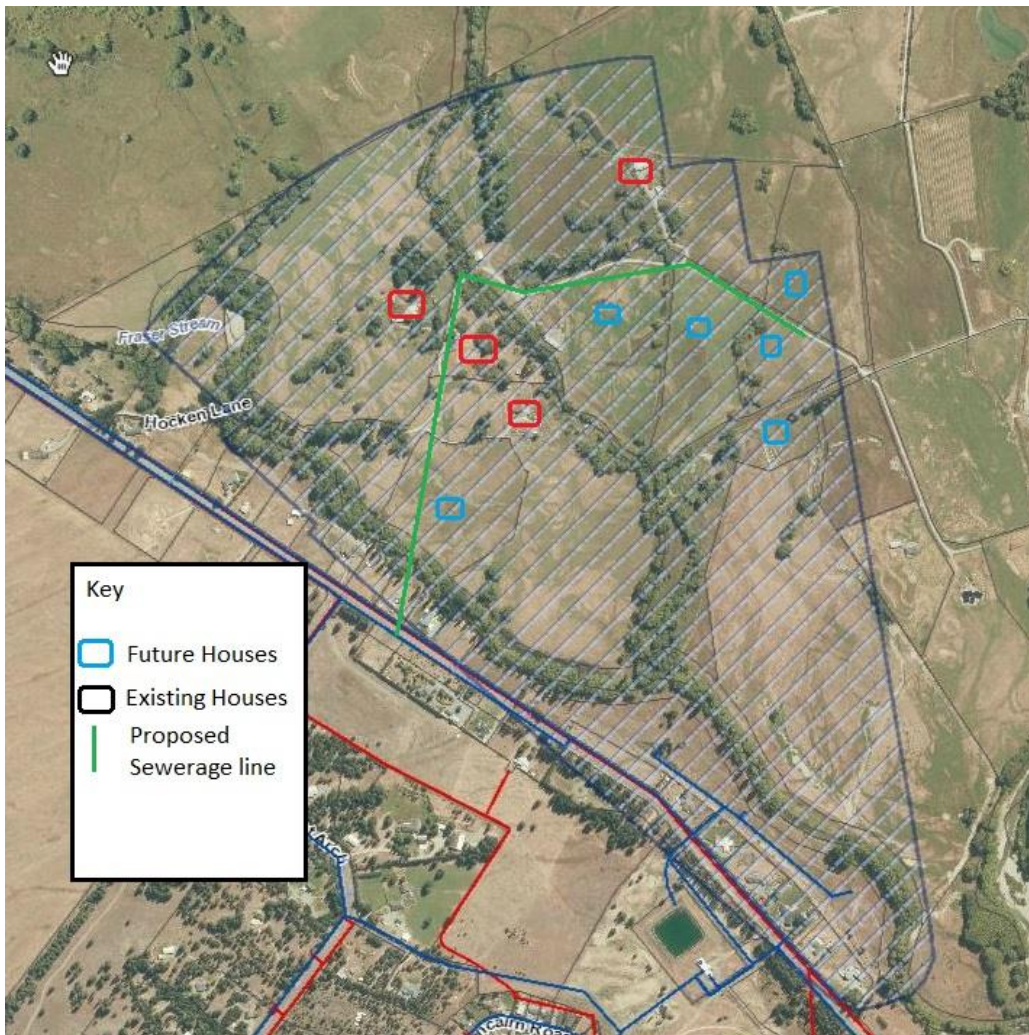 Fraser Stream
Hocken Lane
Key
Future Houses
Existing Houses
Proposed
Sewerage line